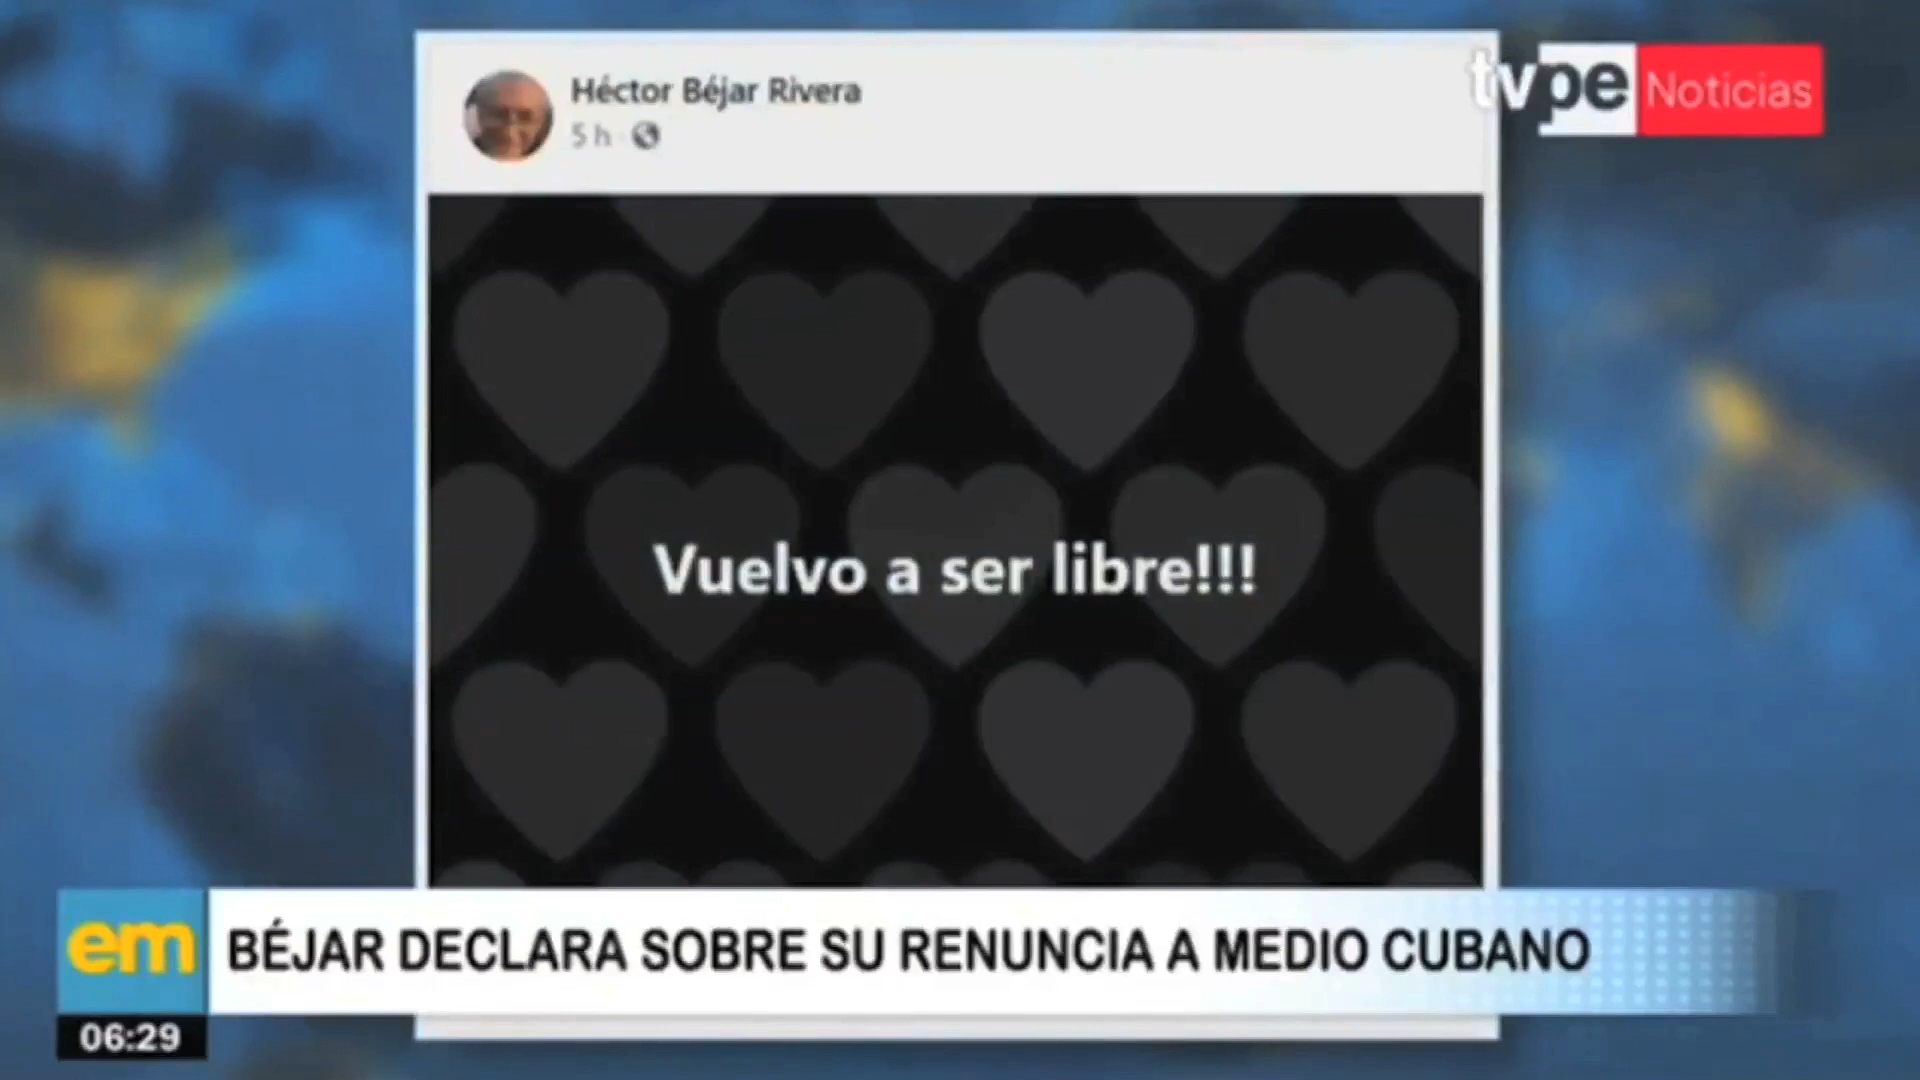 Héctor Béjar Rivera
tvpe Noticias
5 h ·
Vuelvo a ser libre!!!
em BÉJAR DECLARA SOBRE SU RENUNCIA A MEDIO CUBANO
06:29